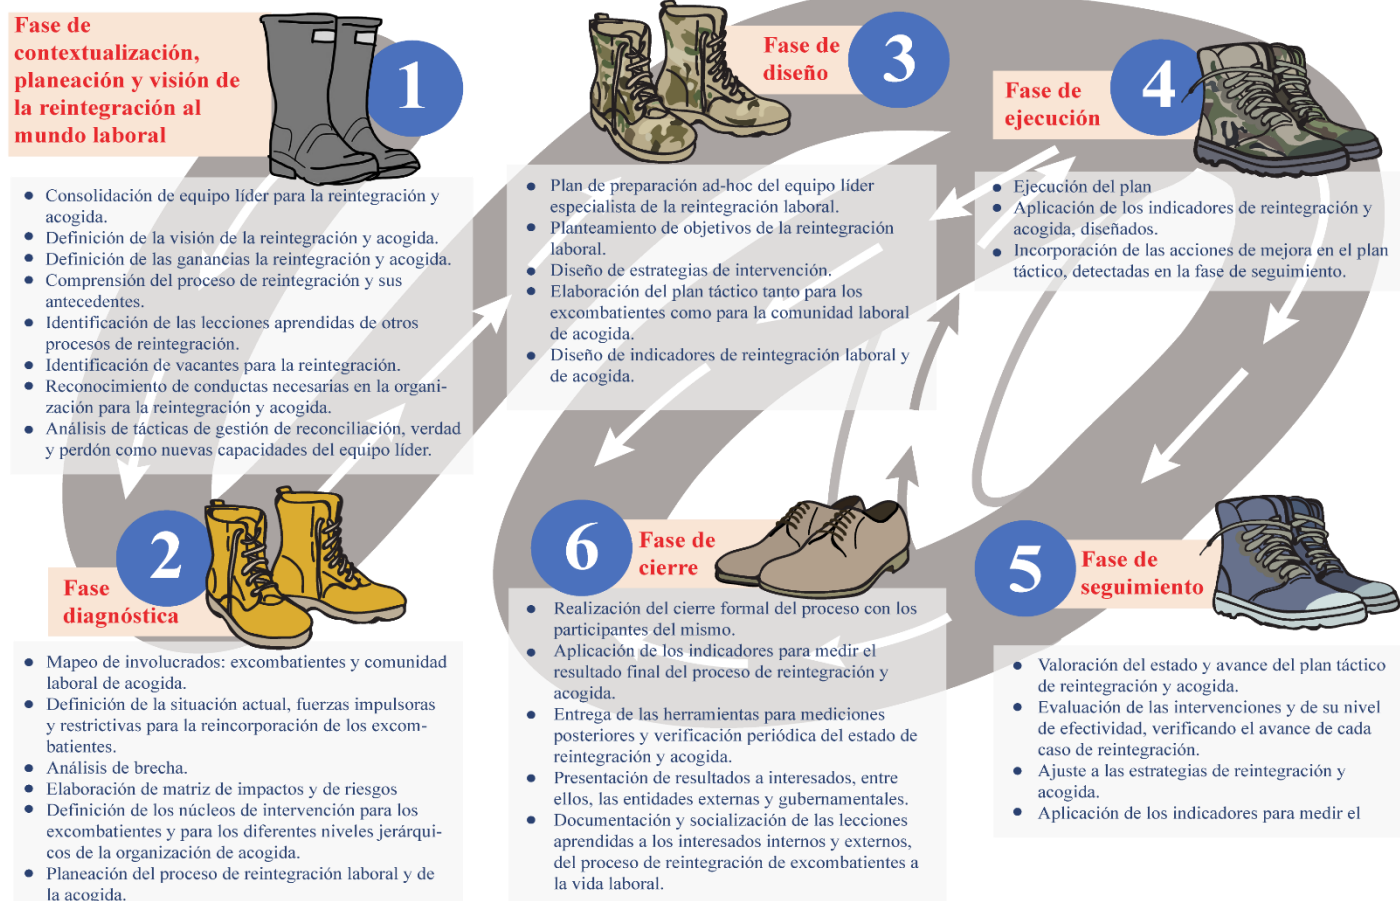 Fase de
contextualización,
planeación y visión de
la reintegración al
mundo laboral
1
● Consolidación de equipo líder para la reintegración y
acogida.
● Definición de la visión de la reintegración y acogida.
● Definición de las ganancias la reintegración y acogida.
● Comprensión del proceso de reintegración y sus
antecedentes.
● Identificación de las lecciones aprendidas de otros
procesos de reintegración.
● Identificación de vacantes para la reintegración.
● Reconocimiento de conductas necesarias en la organi-
zación para la reintegración y acogida.
● Análisis de tácticas de gestión de reconciliación, verdad
y perdón como nuevas capacidades del equipo líder.
2
Fase
diagnóstica
● Mapeo de involucrados: excombatientes y comunidad
laboral de acogida.
● Definición de la situación actual, fuerzas impulsoras
y restrictivas para la reincorporación de los excom-
batientes.
● Análisis de brecha.
● Elaboración de matriz de impactos y de riesgos
● Definición de los núcleos de intervención para los
excombatientes y para los diferentes niveles jerárqui-
cos de la organización de acogida.
● Planeación del proceso de reintegración laboral y de
la acogida.
Fase de
diseño
3
● Plan de preparación ad-hoc del equipo líder
especialista de la reintegración laboral.
● Planteamiento de objetivos de la reintegración
laboral.
● Diseño de estrategias de intervención.
● Elaboración del plan táctico tanto para los
excombatientes como para la comunidad laboral
de acogida.
● Diseño de indicadores de reintegración laboral y
de acogida.
Fase de
ejecución
4
● Ejecución del plan
● Aplicación de los indicadores de reintegración y
acogida, diseñados.
● Incorporación de las acciones de mejora en el plan
táctico, detectadas en la fase de seguimiento.
5
Fase de
seguimiento
● Valoración del estado y avance del plan táctico
de reintegración y acogida.
● Evaluación de las intervenciones y de su nivel
de efectividad, verificando el avance de cada
caso de reintegración.
● Ajuste a las estrategias de reintegración y
acogida.
● Aplicación de los indicadores para medir el
6
Fase de
cierre
● Realización del cierre formal del proceso con los
participantes del mismo.
● Aplicación de los indicadores para medir el
resultado final del proceso de reintegración y
acogida.
● Entrega de las herramientas para mediciones
posteriores y verificación periódica del estado de
reintegración y acogida.
● Presentación de resultados a interesados, entre
ellos, las entidades externas y gubernamentales.
● Documentación y socialización de las lecciones
aprendidas a los interesados internos y externos,
del proceso de reintegración de excombatientes a
la vida laboral.